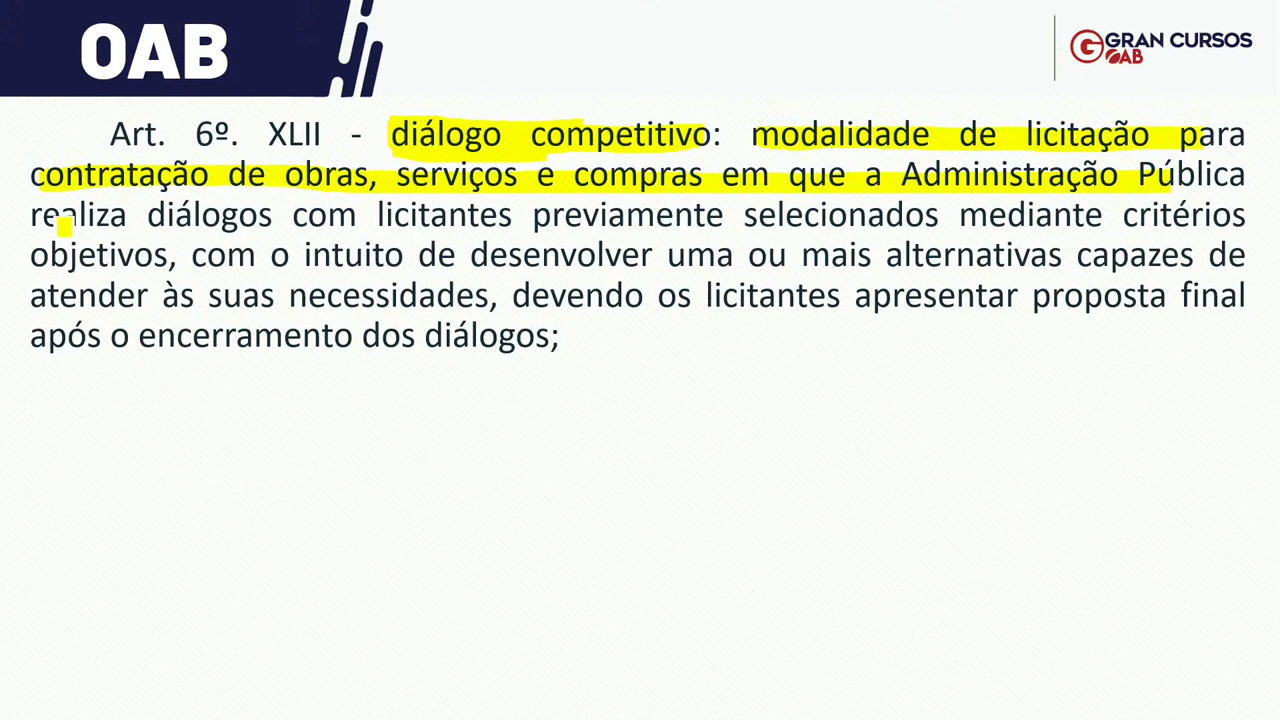 OAB
GRAN CURSOS
OAB
Art. 6º. XLII - diálogo competitivo: modalidade de licitação para
contratação de obras, serviços e compras em que a Administração Pública
realiza diálogos com licitantes previamente selecionados mediante critérios
objetivos, com o intuito de desenvolver uma ou mais alternativas capazes de
atender às suas necessidades, devendo os licitantes apresentar proposta final
após o encerramento dos diálogos;